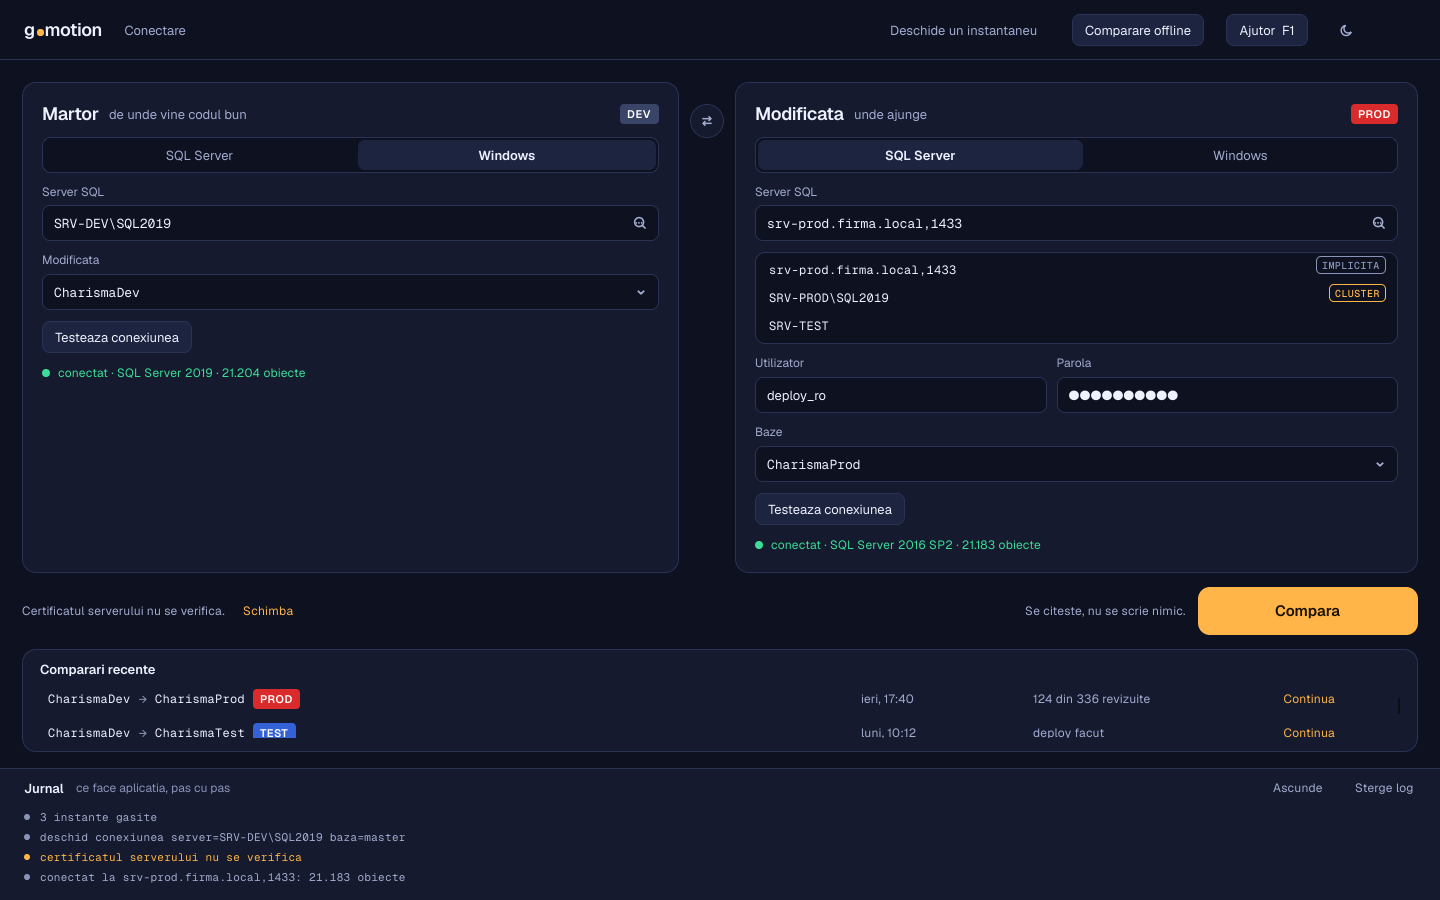 gomotion Conectare Deschide un instantaneu Comparare offline Ajutor F1
Martor de unde vine codul bun DEV
SQL Server Windows
Server SQL
SRV-DEV\SQL2019
Modificata
CharismaDev
Testeaza conexiunea
conectat · SQL Server 2019 · 21.204 obiecte
Modificata unde ajunge PROD
SQL Server Windows
Server SQL
srv-prod.firma.local,1433
srv-prod.firma.local,1433 IMPLICITA
SRV-PROD\SQL2019 CLUSTER
SRV-TEST
Utilizator Parola
deploy_ro ●●●●●●●●●●
Baze
CharismaProd
Testeaza conexiunea
conectat · SQL Server 2016 SP2 · 21.183 obiecte
Certificatul serverului nu se verifica. Schimba Se citeste, nu se scrie nimic. Compara
Comparari recente
CharismaDev → CharismaProd PROD ieri, 17:40 124 din 336 revizuite Continua
CharismaDev → CharismaTest TEST luni, 10:12 deploy facut Continua
Jurnal ce face aplicatia, pas cu pas Ascunde Sterge log
3 instante gasite
deschid conexiunea server=SRV-DEV\SQL2019 baza=master
certificatul serverului nu se verifica
conectat la srv-prod.firma.local,1433: 21.183 obiecte